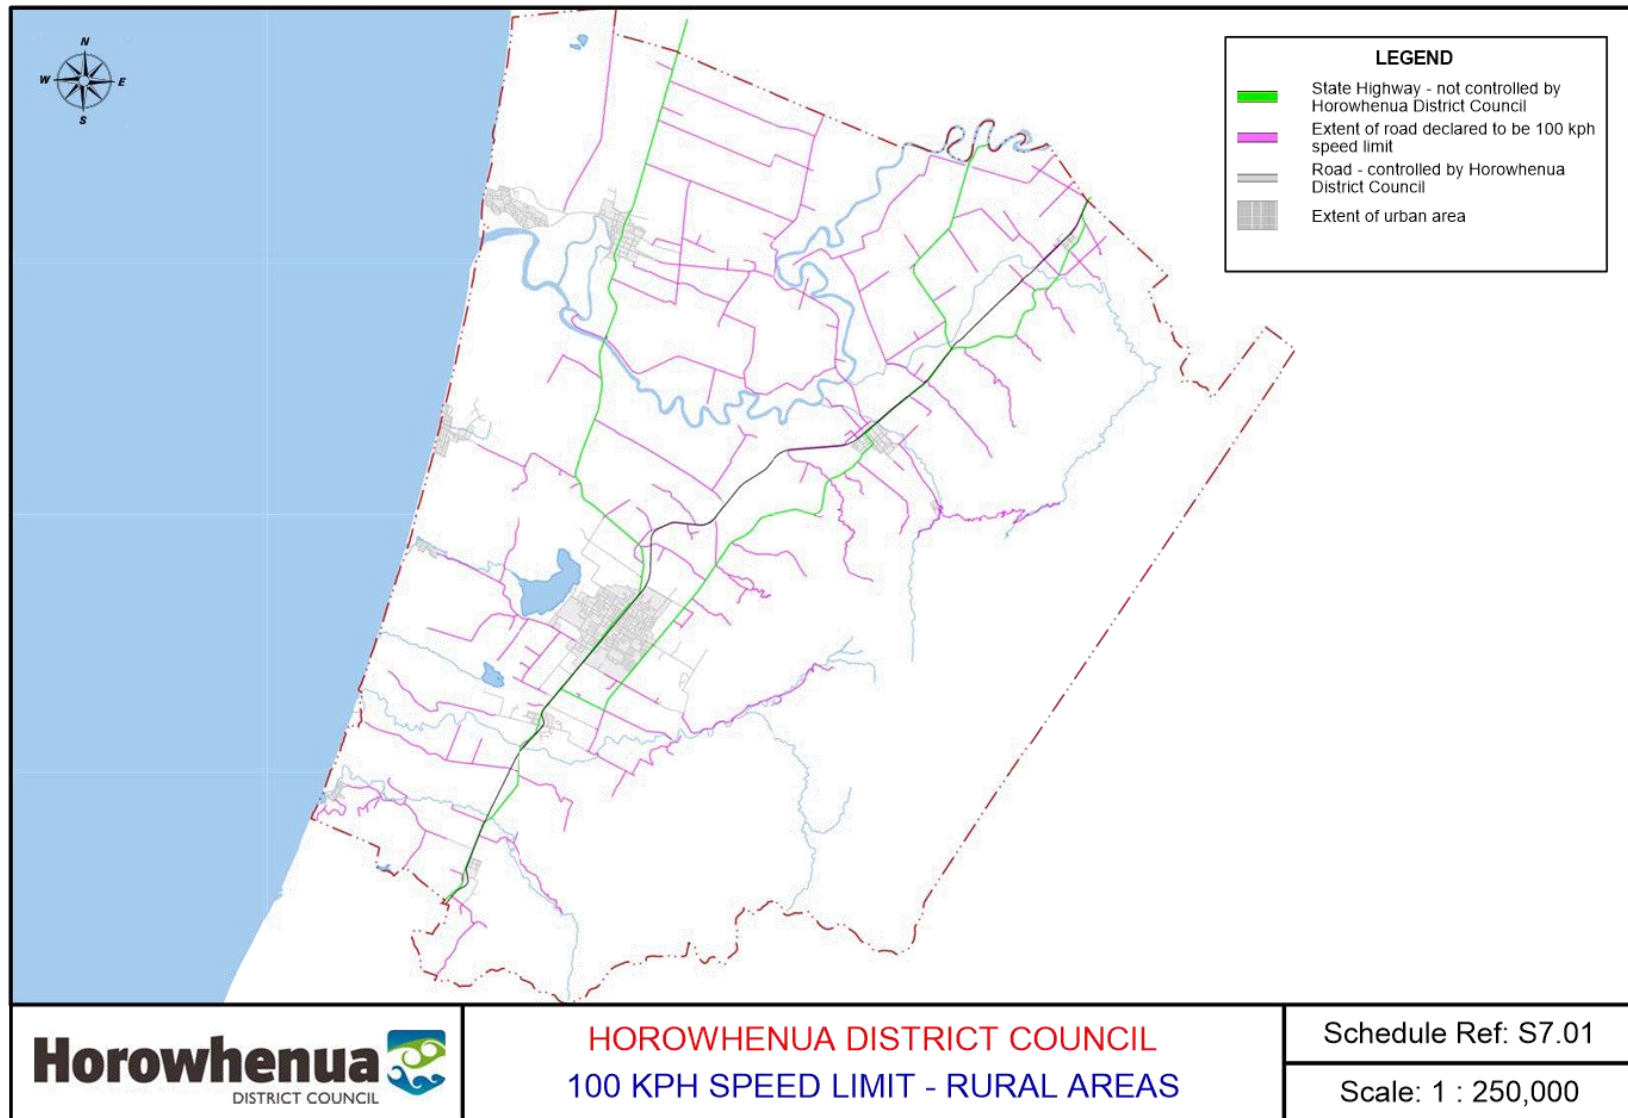 N
W
E
S
LEGEND
State Highway - not controlled by
Horowhenua District Council
Extent of road declared to be 100 kph
speed limit
Road - controlled by Horowhenua
District Council
Extent of urban area
Horowhenua
DISTRICT COUNCIL
HOROWHENUA DISTRICT COUNCIL
100 KPH SPEED LIMIT - RURAL AREAS
Schedule Ref: S7.01
Scale: 1 : 250,000